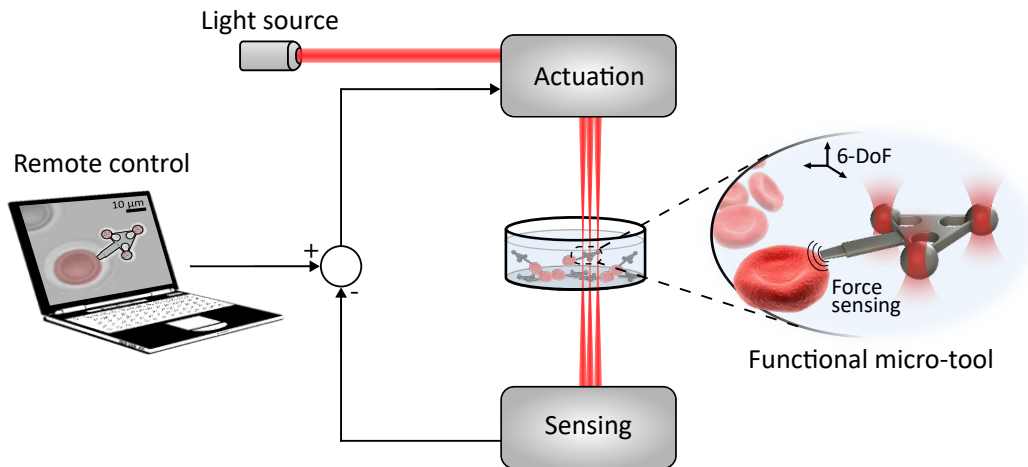 Light source
Actuation
Remote control
10 µm
6-DoF
+
-
Force
sensing
Functional micro-tool
Sensing